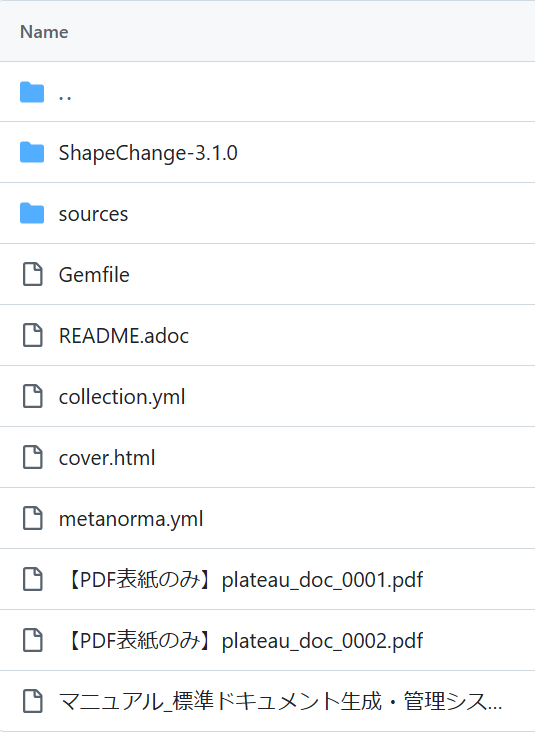 Name
..
ShapeChange-3.1.0
sources
Gemfile
README.adoc
collection.yml
cover.html
metanorma.yml
【PDF表紙のみ】plateau_doc_0001.pdf
【PDF表紙のみ】plateau_doc_0002.pdf
マニュアル_標準ドキュメント生成・管理シス...